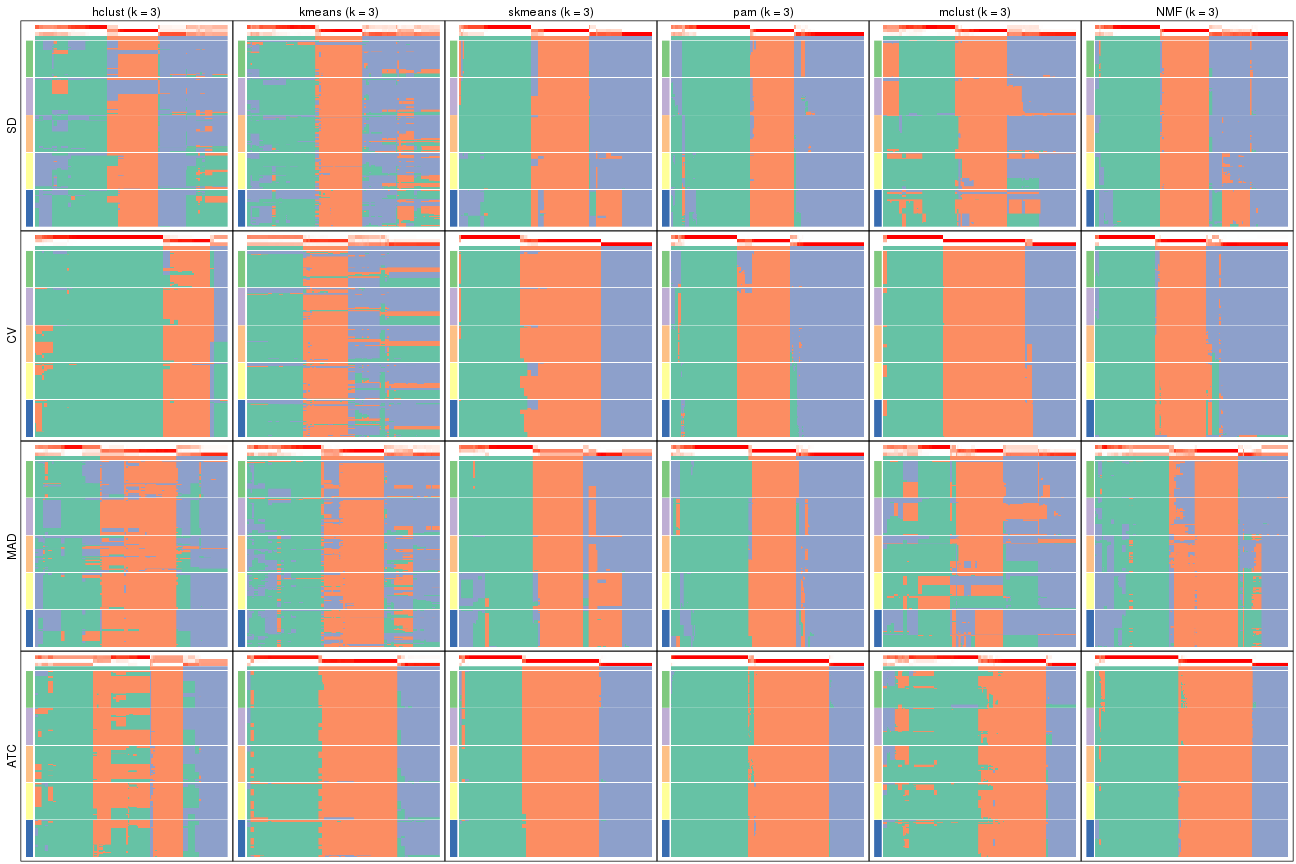 hclust (k = 3) kmeans (k = 3) skmeans (k = 3) pam (k = 3) mclust (k = 3) NMF (k = 3)
SD
CV
MAD
ATC